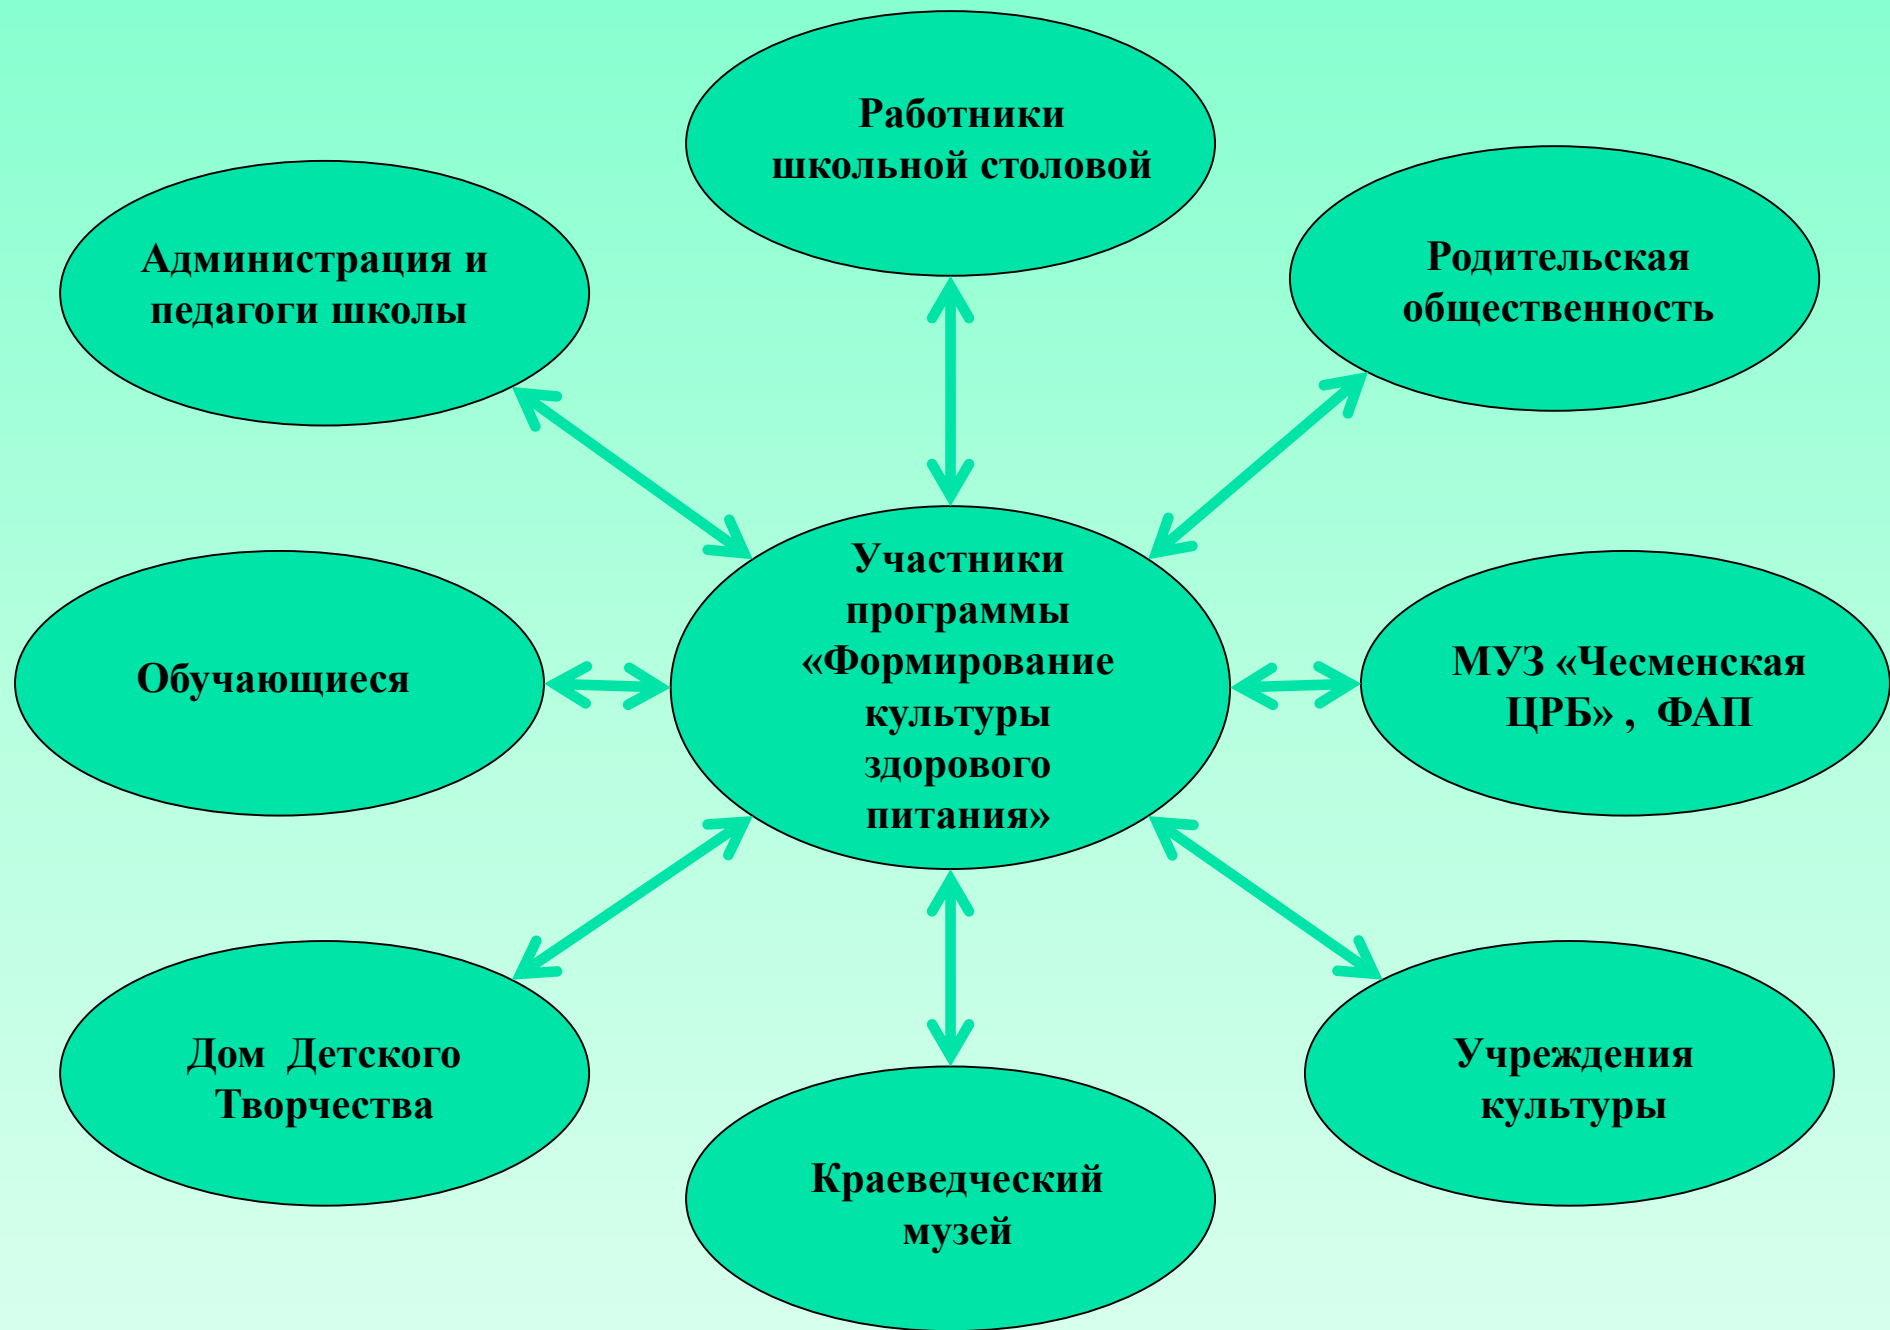 Работники
школьной столовой
Администрация и
педагоги школы
Родительская
общественность
Участники
программы
«Формирование
культуры
здорового
питания»
Обучающиеся
МУЗ «Чесменская
ЦРБ» , ФАП
Дом Детского
Творчества
Учреждения
культуры
Краеведческий
музей